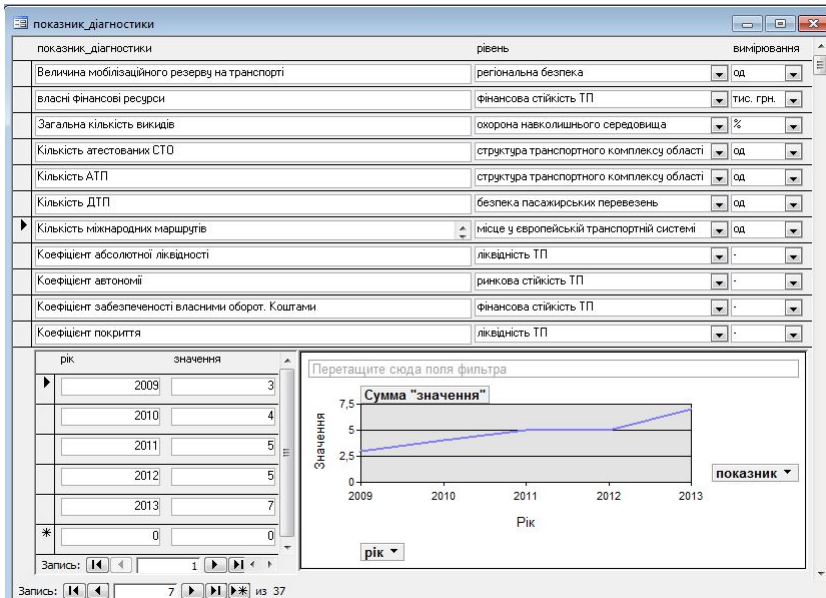 показник_діагностики
показник_діагностики рівень вимірювання
Величина мобілізаційного резерву на транспорті регіональна безпека од
власні фінансові ресурси фінансова стійкість ТП тис. грн.
Загальна кількість викидів охорона навколишнього середовища %
Кількість атестованих СТО структура транспортного комплексу області од
Кількість АТП структура транспортного комплексу області од
Кількість ДТП безпека пасажирських перевезень од
Кількість міжнародних маршрутів місце у європейській транспортній системі од
Коефіцієнт абсолютної ліквідності ліквідність ТП -
Коефіцієнт автономії ринкова стійкість ТП -
Коефіцієнт забезпеченості власними оборот. Коштами фінансова стійкість ТП -
Коефіцієнт покриття ліквідність ТП -
рік значення
2009 3
2010 4
2011 5
2012 5
2013 7
0 0
Запись: 1
Перетащите сюда поля фильтра
Сумма "значення"
7,5
5
2,5
0
Значення
2009 2010 2011 2012 2013
Рік
показник
рік
Запись: 7 из 37